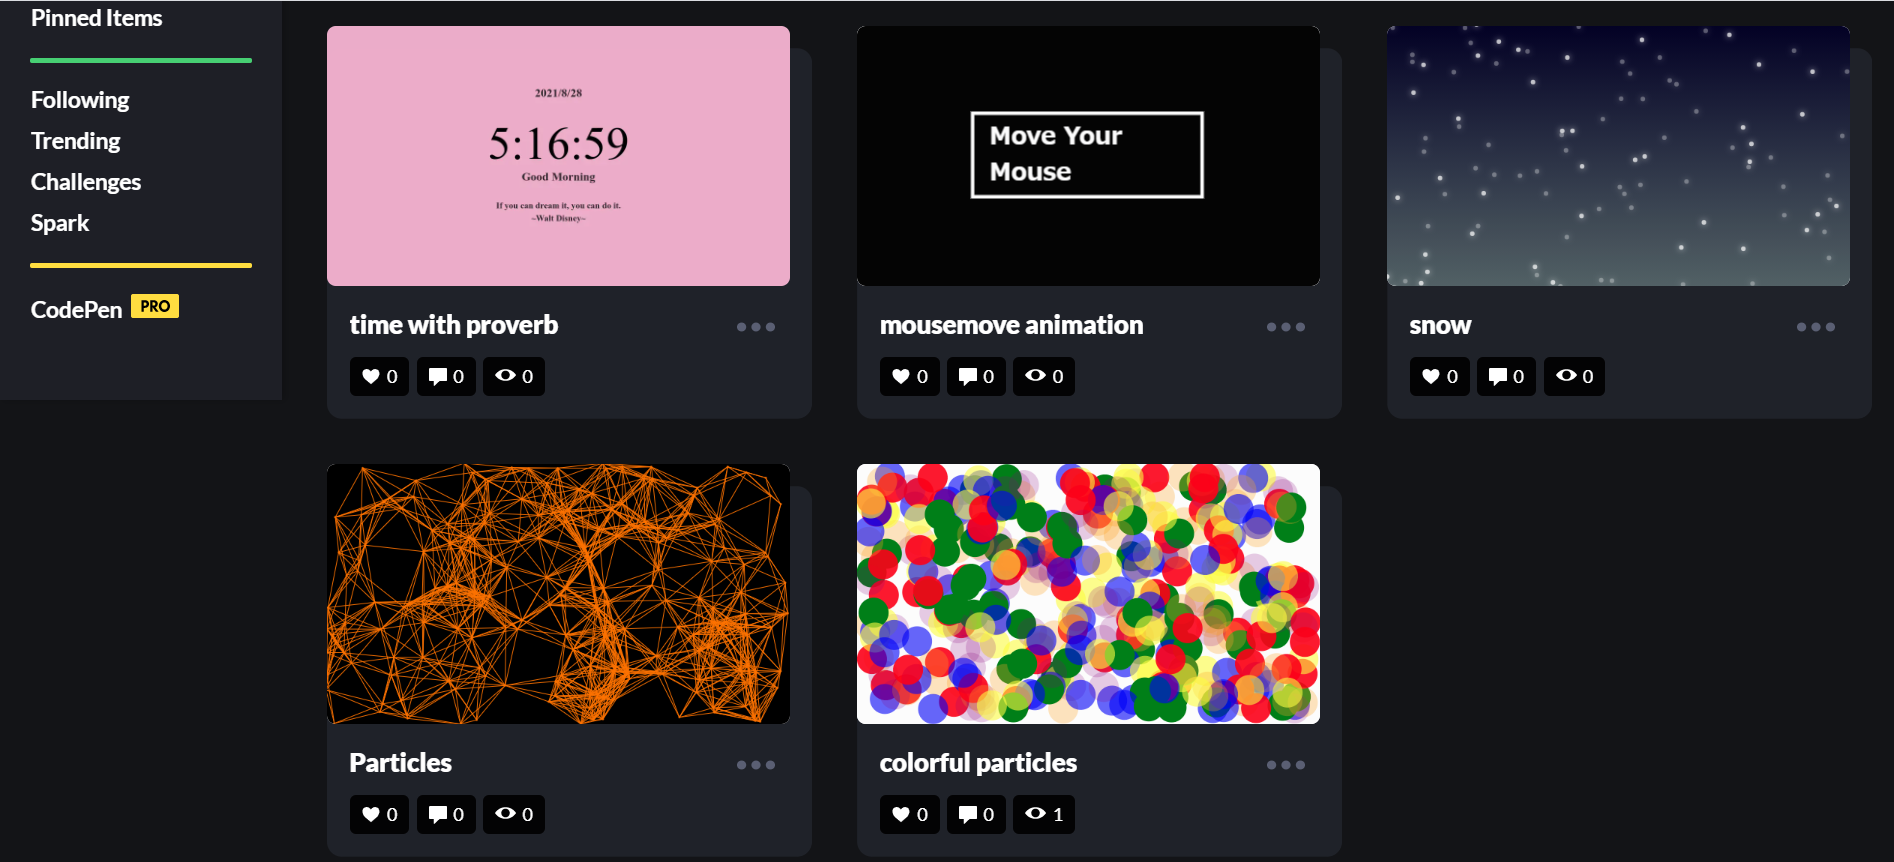 Pinned Items
Following
Trending
Challenges
Spark
CodePen PRO
2021/8/28
5:16:59
Good Morning
If you can dream it, you can do it.
~Walt Disney~
time with proverb
0 0 0
Move Your
Mouse
mousemove animation
0 0 0
snow
0 0 0
Particles
0 0 0
colorful particles
0 0 1